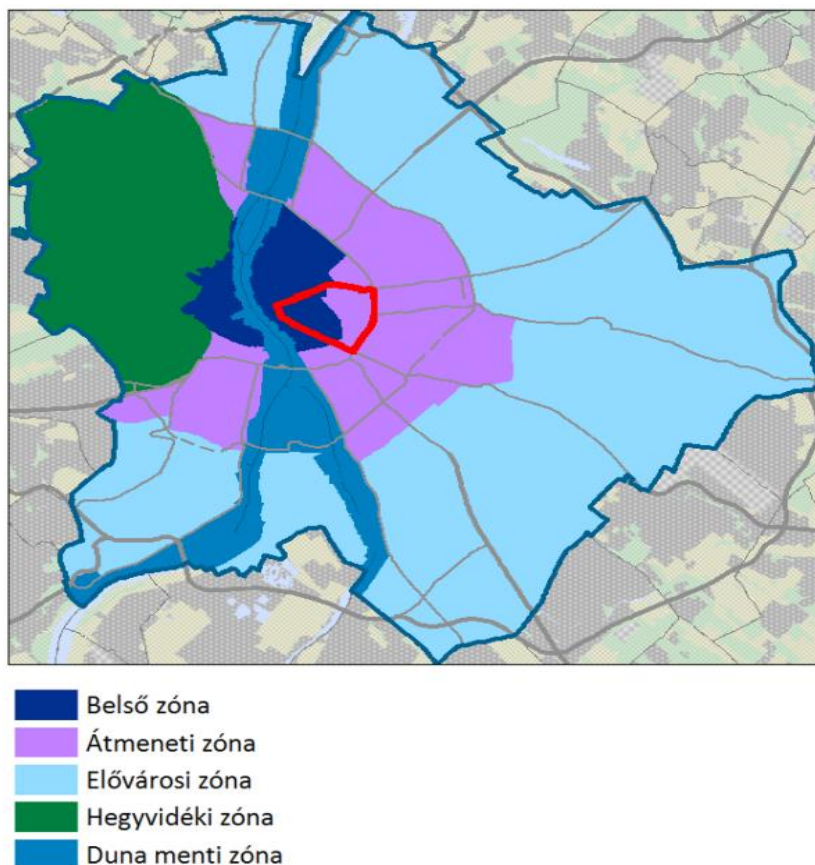 Belső zóna
Átmeneti zóna
Elővárosi zóna
Hegyvidéki zóna
Duna menti zóna